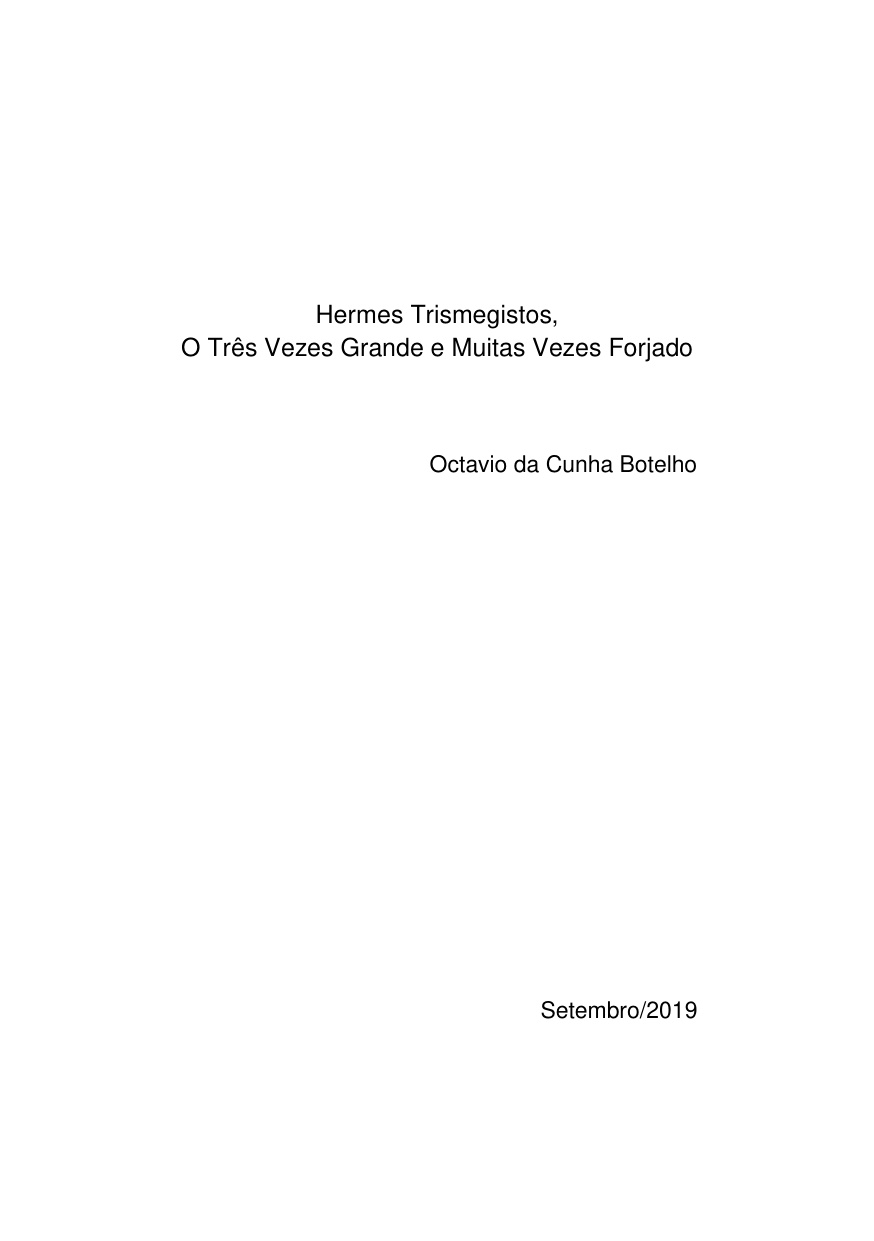 Hermes Trismegistos,
O Três Vezes Grande e Muitas Vezes Forjado
Octavio da Cunha Botelho
Setembro/2019